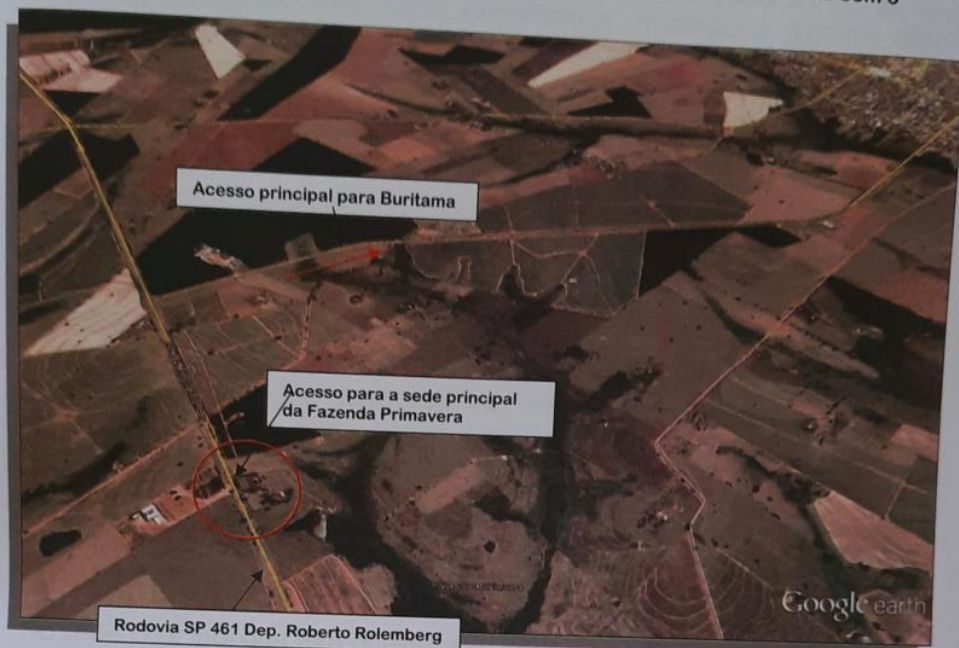 Acesso principal para Buritama
Acesso para a sede principal
da Fazenda Primavera
Google earth
Rodovia SP 461 Dep. Roberto Rolemberg